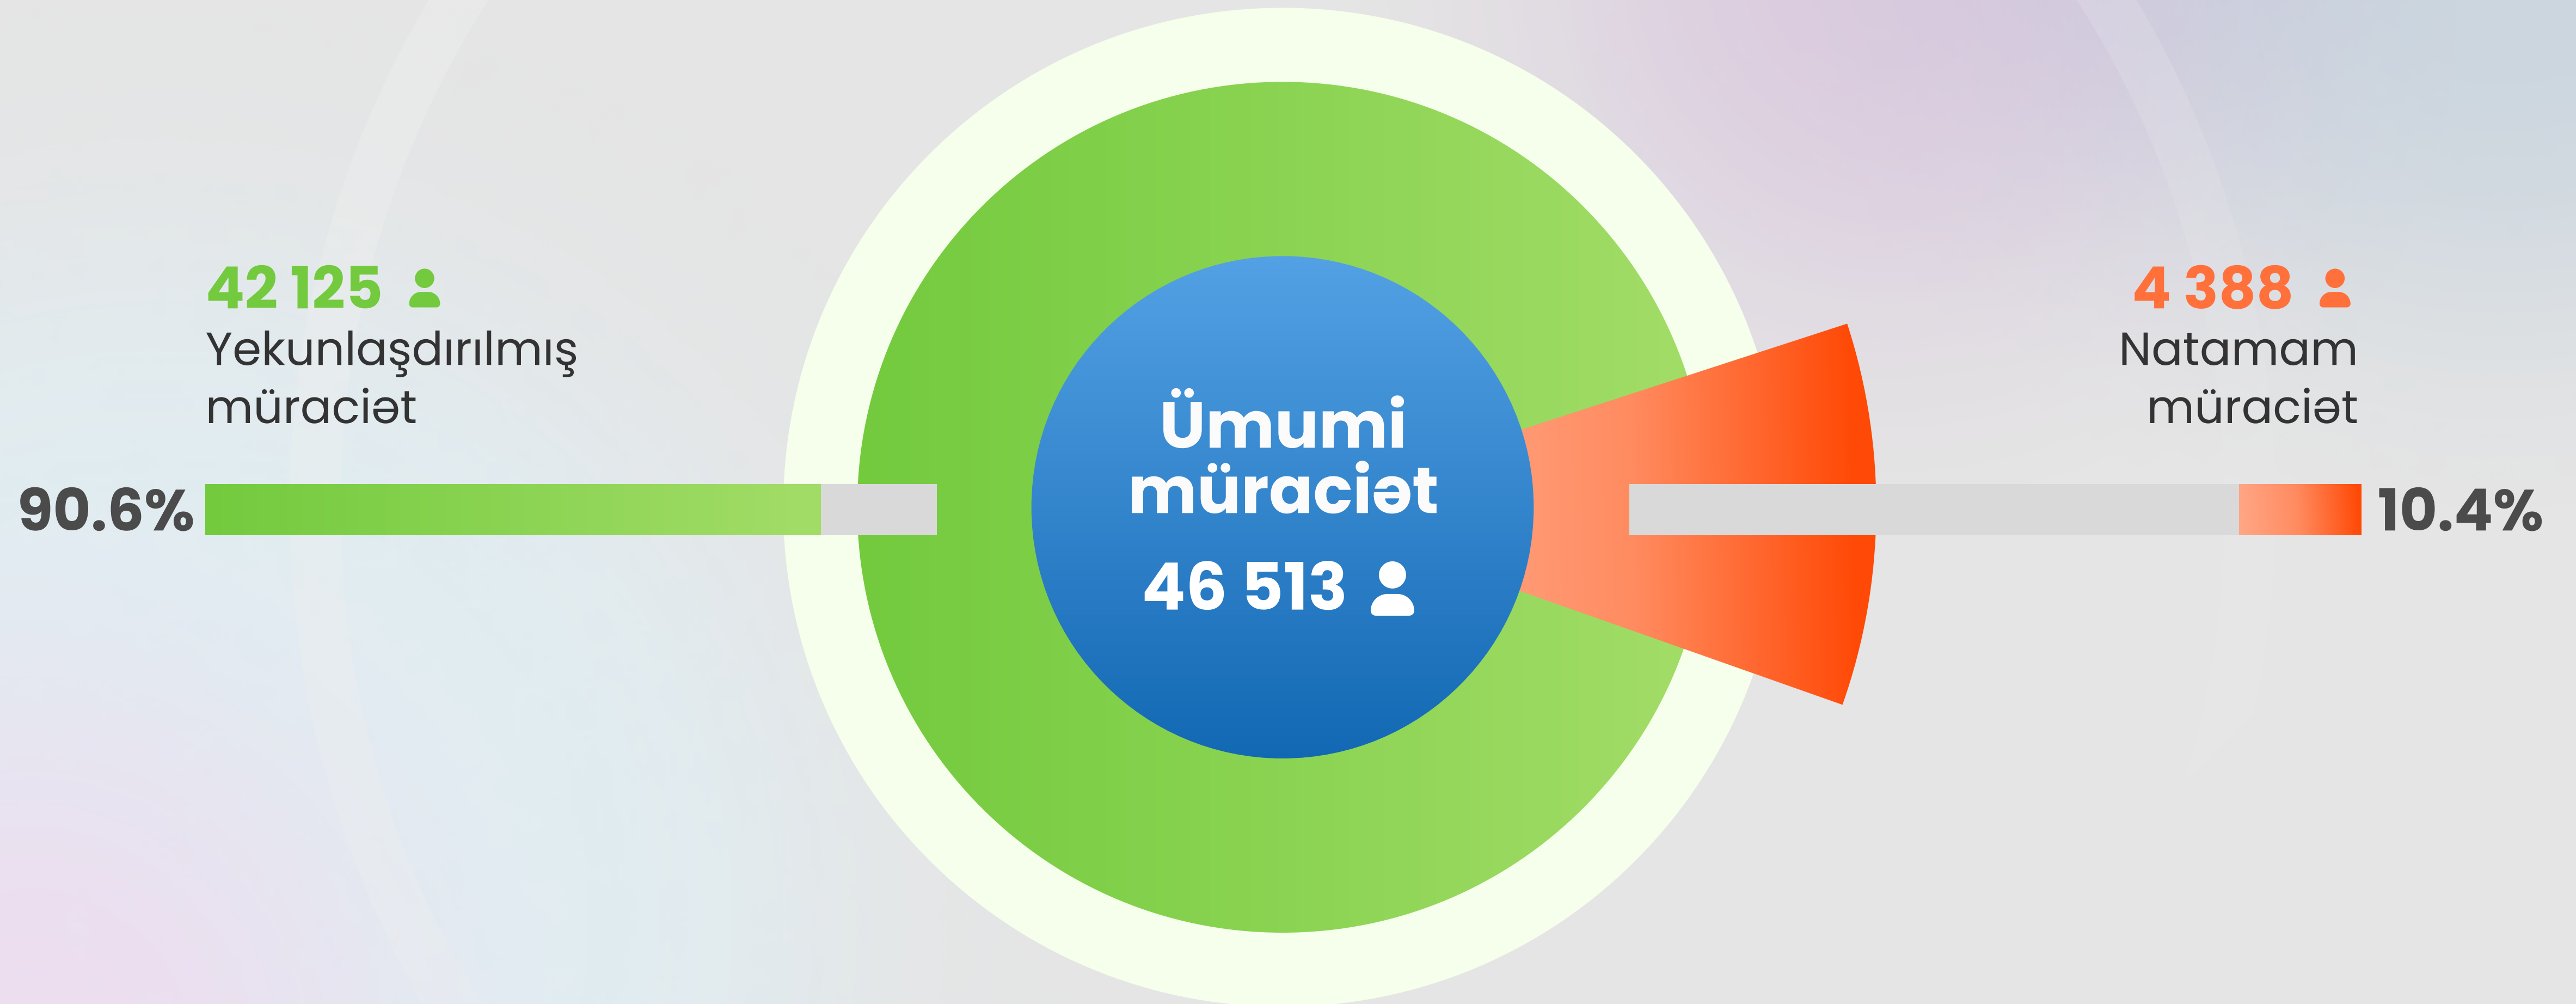 42 125
Yekunlaşdırılmış
müraciət
90.6%
Ümumi
müraciət
46 513
4 388
Natamam
müraciət
10.4%